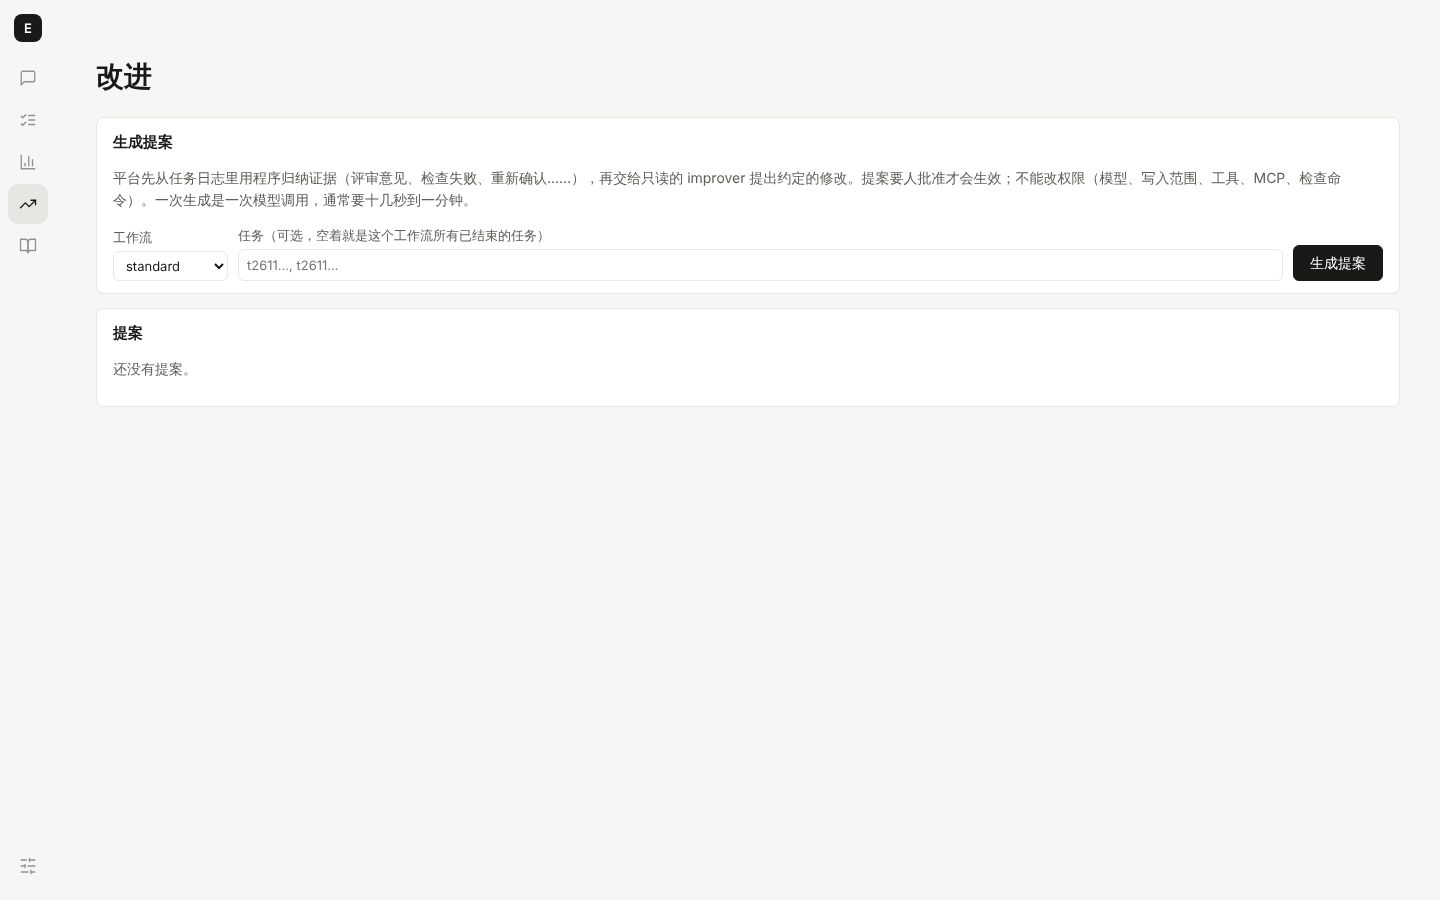 E
改进
生成提案
平台先从任务日志里用程序归纳证据（评审意见、检查失败、重新确认……），再交给只读的 improver 提出约定的修改。提案要人批准才会生效；不能改权限（模型、写入范围、工具、MCP、检查命
令）。一次生成是一次模型调用，通常要十几秒到一分钟。
工作流
任务（可选，空着就是这个工作流所有已结束的任务）
standard
t2611…, t2611…
生成提案
提案
还没有提案。